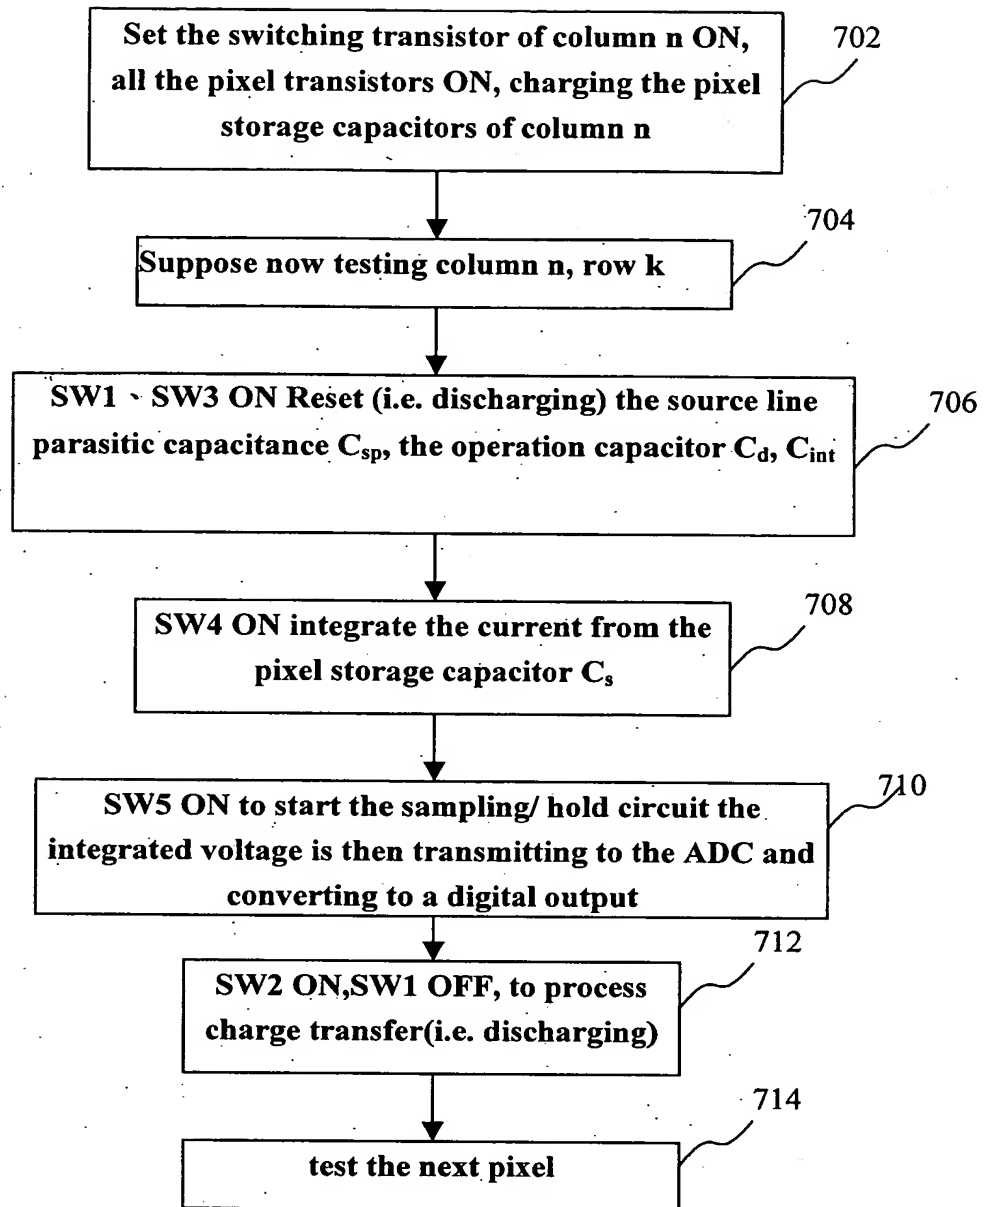 Set the switching transistor of column n ON,
all the pixel transistors ON, charging the pixel
storage capacitors of column n
702
Suppose now testing column n, row k
704
SW1、SW3 ON Reset (i.e. discharging) the source line
parasitic capacitance Csp, the operation capacitor Cd, Cint
706
SW4 ON integrate the current from the
pixel storage capacitor Cs
708
SW5 ON to start the sampling/ hold circuit the
integrated voltage is then transmitting to the ADC and
converting to a digital output
710
SW2 ON,SW1 OFF, to process
charge transfer(i.e. discharging)
712
test the next pixel
714